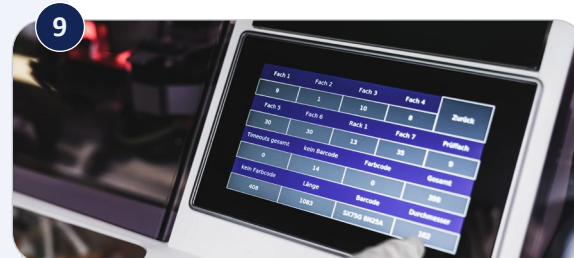 9
Fach 1 Fach 2 Fach 3 Fach 4 Zurück
9 1 10 8
Fach 5 Fach 6 Rack 1 Fach 7 Prüffach
30 30 13 35 9
Timeouts gesamt kein Barcode Farbcode Gesamt
0 14 0 398
kein Farbcode Länge Barcode Durchmesser
408 1083 SX75G BN25A 102